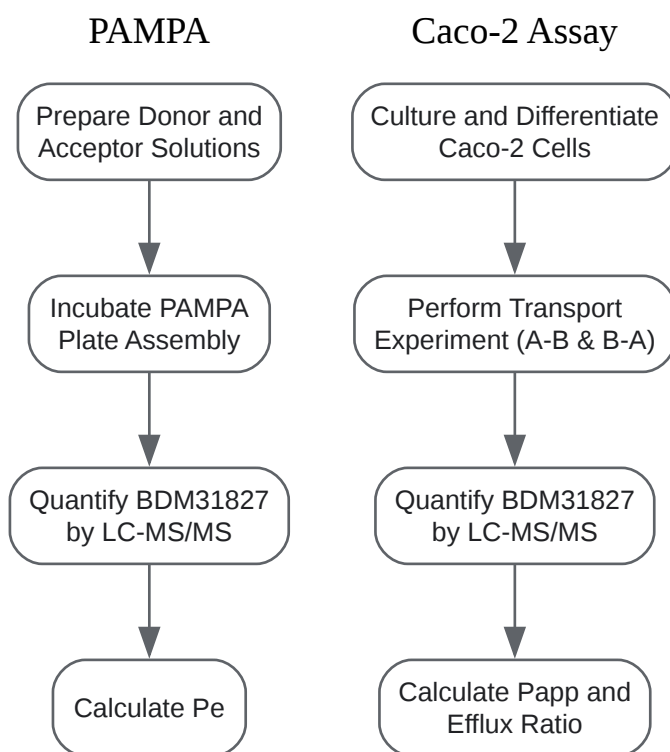 PAMPA
Prepare Donor and
Acceptor Solutions
Incubate PAMPA
Plate Assembly
Quantify BDM31827
by LC-MS/MS
Calculate Pe
Caco-2 Assay
Culture and Differentiate
Caco-2 Cells
Perform Transport
Experiment (A-B & B-A)
Quantify BDM31827
by LC-MS/MS
Calculate Papp and
Efflux Ratio